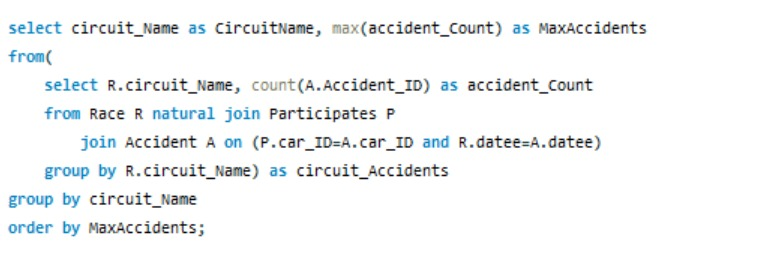 select circuit_Name as CircuitName, max(accident_Count) as MaxAccidents
from(
select R.circuit_Name, count(A.Accident_ID) as accident_Count
from Race R natural join Participates P
join Accident A on (P.car_ID=A.car_ID and R.datee=A.datee)
group by R.circuit_Name) as circuit_Accidents
group by circuit_Name
order by MaxAccidents;